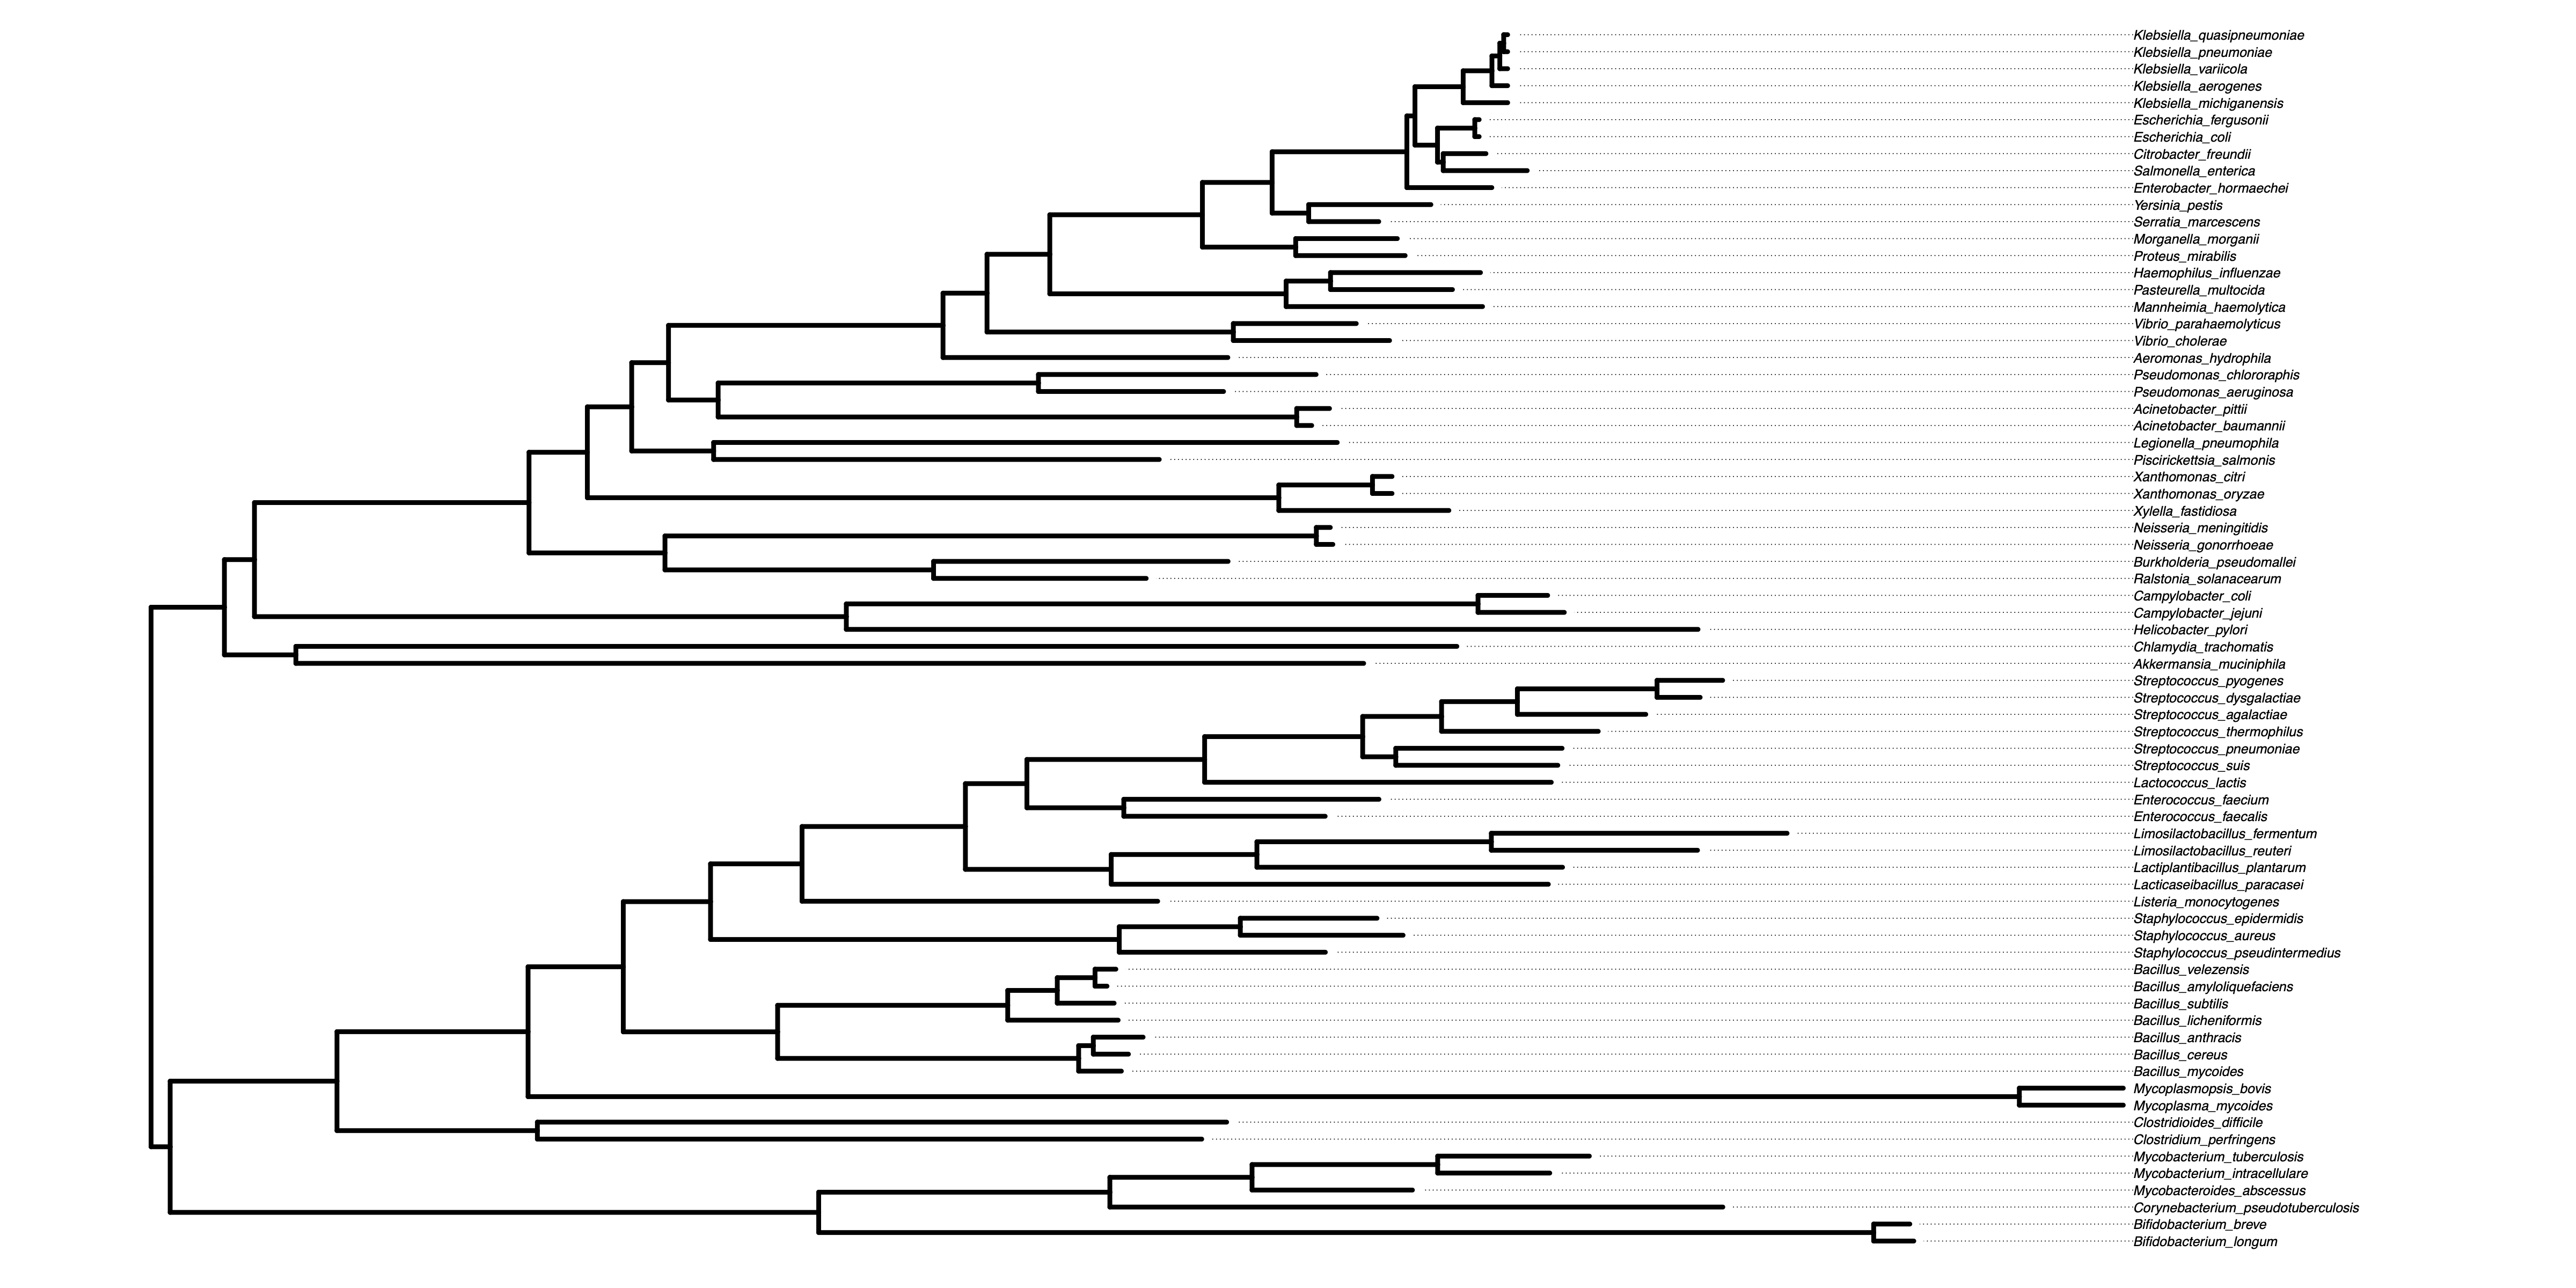 Klebsiella_quasipneumoniae
Klebsiella_pneumoniae
Klebsiella_variicola
Klebsiella_aerogenes
Klebsiella_michiganensis
Escherichia_fergusonii
Escherichia_coli
Citrobacter_freundii
Salmonella_enterica
Enterobacter_hormaechei
Yersinia_pestis
Serratia_marcescens
Morganella_morganii
Proteus_mirabilis
Haemophilus_influenzae
Pasteurella_multocida
Mannheimia_haemolytica
Vibrio_parahaemolyticus
Vibrio_cholerae
Aeromonas_hydrophila
Pseudomonas_chlororaphis
Pseudomonas_aeruginosa
Acinetobacter_pittii
Acinetobacter_baumannii
Legionella_pneumophila
Piscirickettsia_salmonis
Xanthomonas_citri
Xanthomonas_oryzae
Xylella_fastidiosa
Neisseria_meningitidis
Neisseria_gonorrhoeae
Burkholderia_pseudomallei
Ralstonia_solanacearum
Campylobacter_coli
Campylobacter_jejuni
Helicobacter_pylori
Chlamydia_trachomatis
Akkermansia_muciniphila
Streptococcus_pyogenes
Streptococcus_dysgalactiae
Streptococcus_agalactiae
Streptococcus_thermophilus
Streptococcus_pneumoniae
Streptococcus_suis
Lactococcus_lactis
Enterococcus_faecium
Enterococcus_faecalis
Limosilactobacillus_fermentum
Limosilactobacillus_reuteri
Lactiplantibacillus_plantarum
Lacticaseibacillus_paracasei
Listeria_monocytogenes
Staphylococcus_epidermidis
Staphylococcus_aureus
Staphylococcus_pseudintermedius
Bacillus_velezensis
Bacillus_amyloliquefaciens
Bacillus_subtilis
Bacillus_licheniformis
Bacillus_anthracis
Bacillus_cereus
Bacillus_mycoides
Mycoplasmopsis_bovis
Mycoplasma_mycoides
Clostridioides_difficile
Clostridium_perfringens
Mycobacterium_tuberculosis
Mycobacterium_intracellulare
Mycobacteroides_abscessus
Corynebacterium_pseudotuberculosis
Bifidobacterium_breve
Bifidobacterium_longum